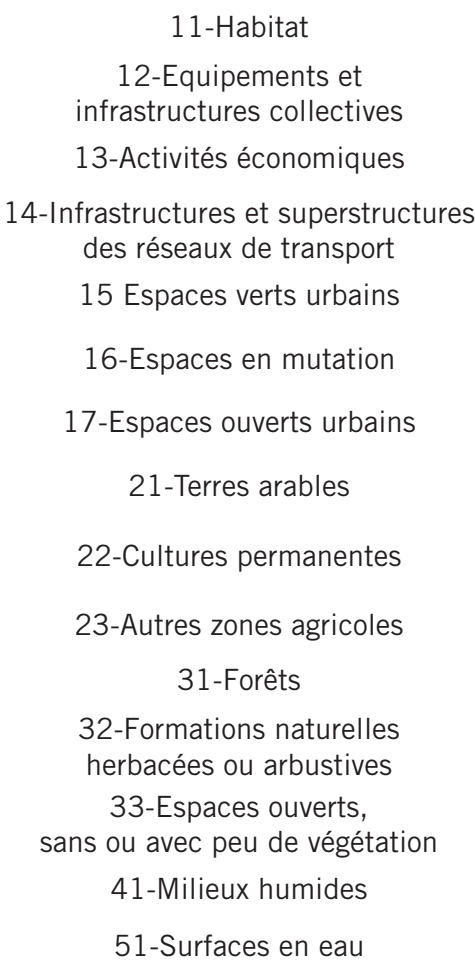 11-Habitat
12-Equipements et
infrastructures collectives
13-Activités économiques
14-Infrastructures et superstructures
des réseaux de transport
15 Espaces verts urbains
16-Espaces en mutation
17-Espaces ouverts urbains
21-Terres arables
22-Cultures permanentes
23-Autres zones agricoles
31-Forêts
32-Formations naturelles
herbacées ou arbustives
33-Espaces ouverts,
sans ou avec peu de végétation
41-Milieux humides
51-Surfaces en eau